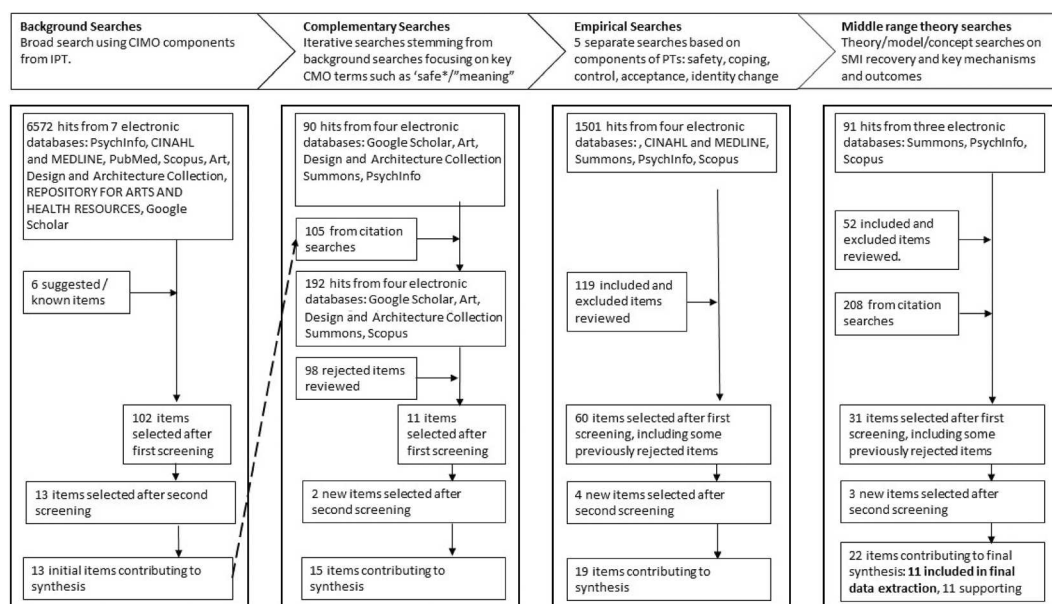 Background Searches
Broad search using CIMO components
from IPT.
Complementary Searches
Iterative searches stemming from
background searches focusing on key
CMO terms such as ‘safe*/”meaning”
Empirical Searches
5 separate searches based on
components of PTs: safety, coping,
control, acceptance, identity change
Middle range theory searches
Theory/model/concept searches on
SMI recovery and key mechanisms
and outcomes
6572 hits from 7 electronic
databases: PsychInfo, CINAHL
and MEDLINE, PubMed, Scopus, Art,
Design and Architecture Collection,
REPOSITORY FOR ARTS AND
HEALTH RESOURCES, Google
Scholar
6 suggested /
known items
102 items
selected after
first screening
13 items selected after second
screening
13 initial items contributing to
synthesis
90 hits from four electronic
databases: Google Scholar, Art,
Design and Architecture Collection
Summons, PsychInfo
105 from citation
searches
192 hits from four electronic
databases: Google Scholar, Art,
Design and Architecture Collection
Summons, Scopus
98 rejected items
reviewed
11 items
selected after
first screening
2 new items selected after
second screening
15 items contributing to
synthesis
1501 hits from four electronic
databases: , CINAHL and MEDLINE,
Summons, PsychInfo, Scopus
119 included and
excluded items
reviewed
60 items selected after first
screening, including some
previously rejected items
4 new items selected after
second screening
19 items contributing to
synthesis
91 hits from three electronic
databases: Summons, PsychInfo,
Scopus
52 included and
excluded items
reviewed.
208 from citation
searches
31 items selected after first
screening, including some
previously rejected items
3 new items selected after
second screening
22 items contributing to final
synthesis: 11 included in final
data extraction, 11 supporting